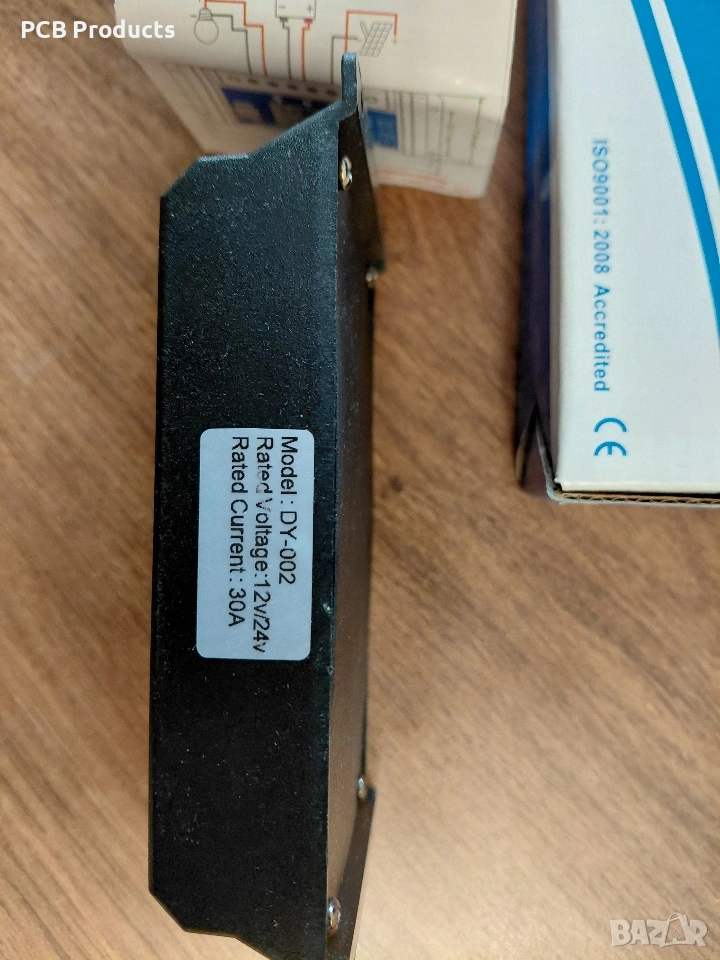 PCB Products
ISO9001: 2008 Accredited
CE
Model : DY-002
Rated Voltage:12v/24v
Rated Current : 30A
BAZAR